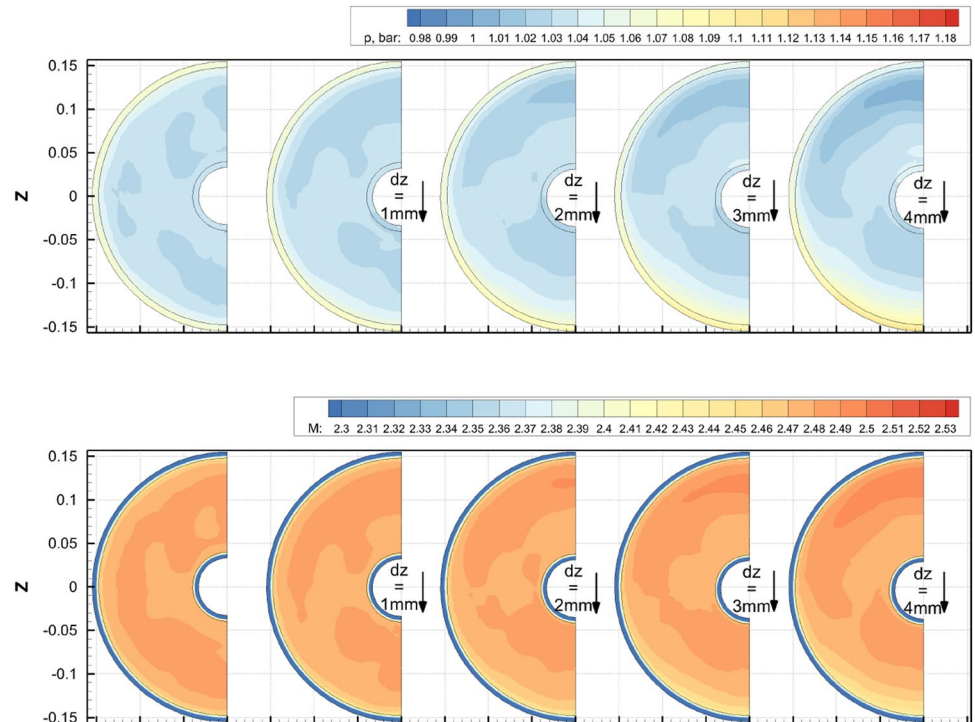 p, bar: 0.98 0.99 1 1.01 1.02 1.03 1.04 1.05 1.06 1.07 1.08 1.09 1.1 1.11 1.12 1.13 1.14 1.15 1.16 1.17 1.18
0.15
0.1
0.05
0
-0.05
-0.1
-0.15
Z
dz
=
1mm
dz
=
2mm
dz
=
3mm
dz
=
4mm
M: 2.3 2.31 2.32 2.33 2.34 2.35 2.36 2.37 2.38 2.39 2.4 2.41 2.42 2.43 2.44 2.45 2.46 2.47 2.48 2.49 2.5 2.51 2.52 2.53
0.15
0.1
0.05
0
-0.05
-0.1
-0.15
Z
dz
=
1mm
dz
=
2mm
dz
=
3mm
dz
=
4mm